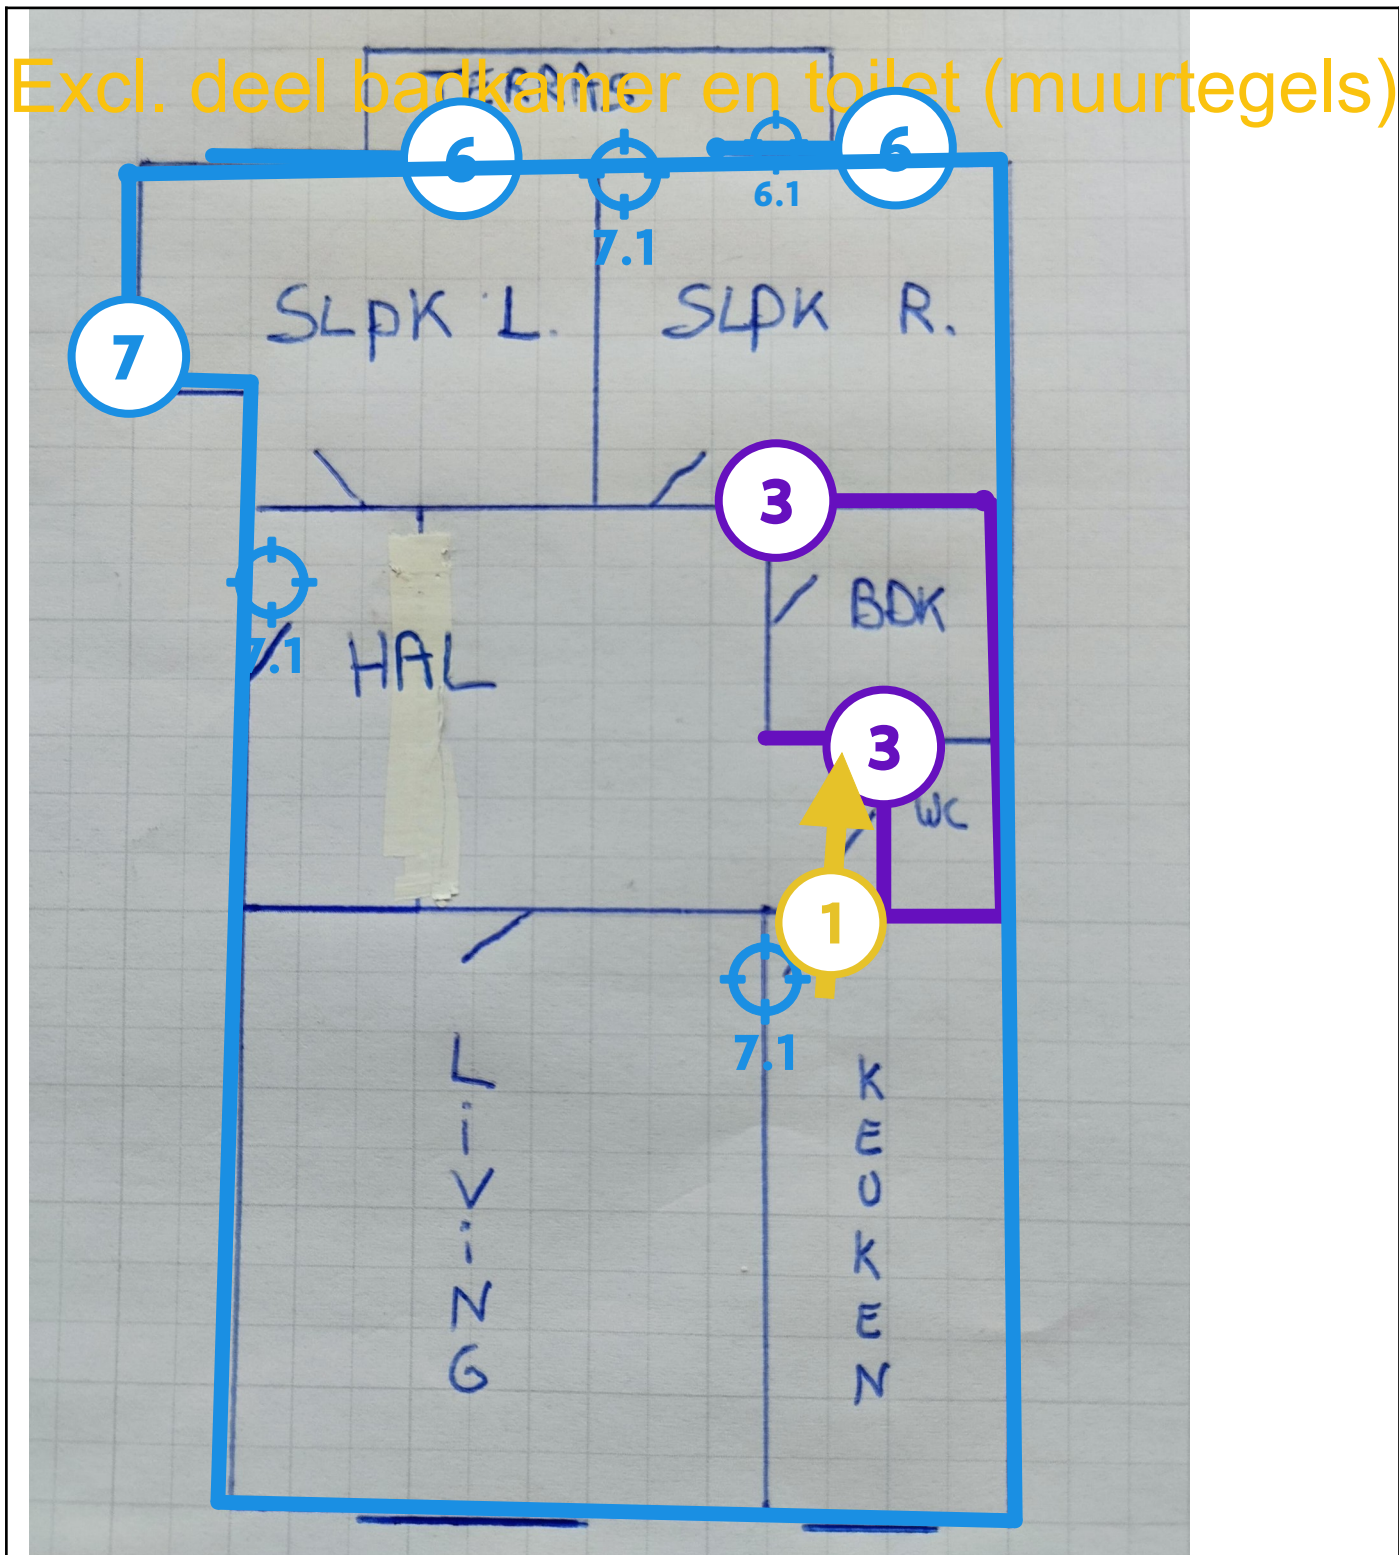 TERRAS
Excl. deel badkamer en toilet (muurtegels)
6
6
6.1
7.1
SLPK L.
SLPK R.
7
3
BDK
7.1
HAL
3
WC
1
7.1
LIVING
KEUKEN